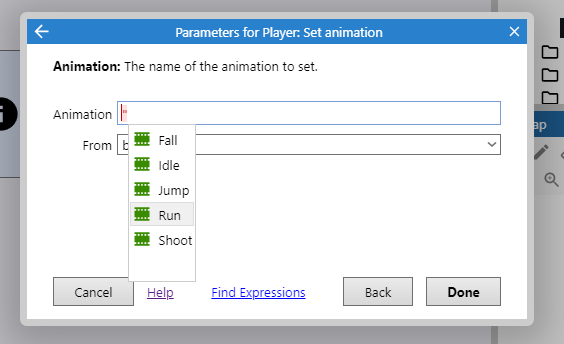 Parameters for Player: Set animation
Animation: The name of the animation to set.
Animation "
From b
Fall
Idle
Jump
Run
Shoot
Cancel Help Find Expressions Back Done
ap